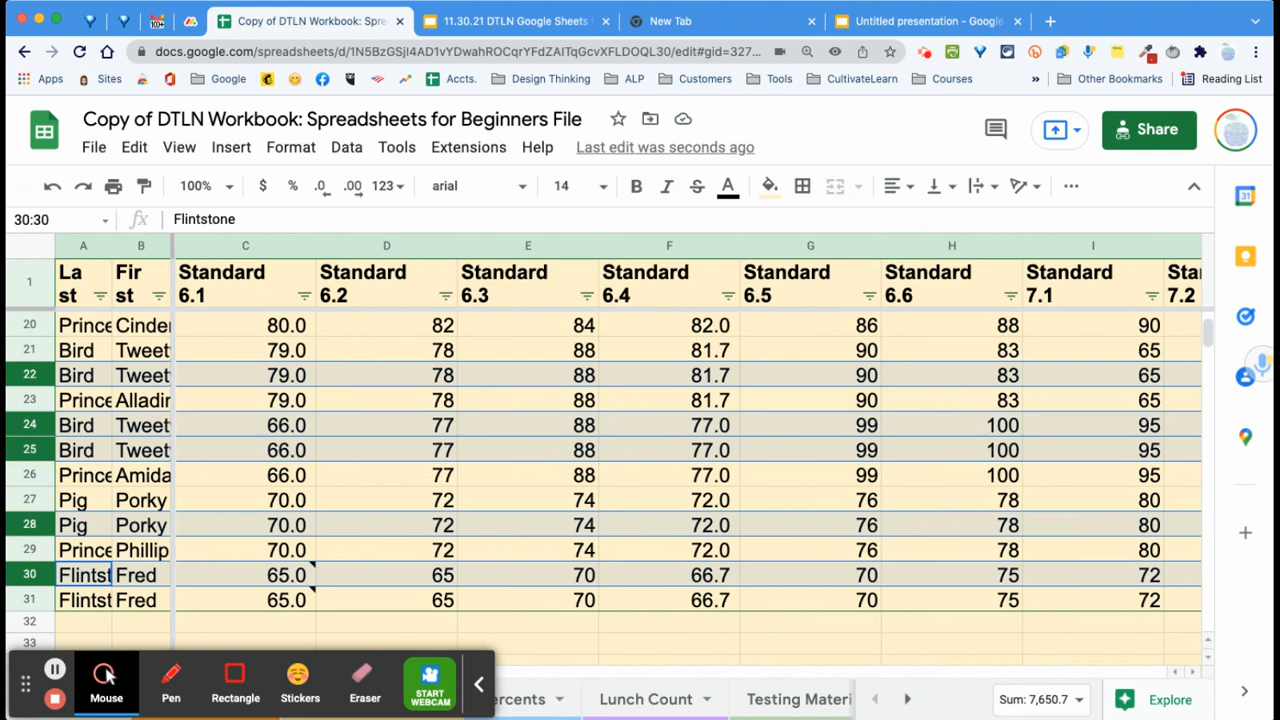 100+
Copy of DTLN Workbook: Spre
11.30.21 DTLN Google Sheets
New Tab
Untitled presentation - Google
docs.google.com/spreadsheets/d/1N5BzGSjI4AD1vYDwahROCqrYFdZAITqGcvXFLDOQL30/edit#gid=327...
Apps
Sites
Google
Accts.
Design Thinking
ALP
Customers
Tools
CultivateLearn
Courses
»
Other Bookmarks
Reading List
Copy of DTLN Workbook: Spreadsheets for Beginners File
File Edit View Insert Format Data Tools Extensions Help Last edit was seconds ago
Share
100% $ % .0 .00 123 arial 14 B I S A
30:30 fx Flintstone
A B C D E F G H I
1 La st Fir st Standard 6.1 Standard 6.2 Standard 6.3 Standard 6.4 Standard 6.5 Standard 6.6 Standard 7.1 Star 7.2
20 Prince Cinder 80.0 82 84 82.0 86 88 90
21 Bird Tweet 79.0 78 88 81.7 90 83 65
22 Bird Tweet 79.0 78 88 81.7 90 83 65
23 Prince Alladin 79.0 78 88 81.7 90 83 65
24 Bird Tweet 66.0 77 88 77.0 99 100 95
25 Bird Tweet 66.0 77 88 77.0 99 100 95
26 Prince Amida 66.0 77 88 77.0 99 100 95
27 Pig Porky 70.0 72 74 72.0 76 78 80
28 Pig Porky 70.0 72 74 72.0 76 78 80
29 Prince Phillip 70.0 72 74 72.0 76 78 80
30 Flintst Fred 65.0 65 70 66.7 70 75 72
31 Flintst Fred 65.0 65 70 66.7 70 75 72
32
33
Mouse
Pen
Rectangle
Stickers
Eraser
START WEBCAM
ercents
Lunch Count
Testing Materi
Sum: 7,650.7
Explore
31